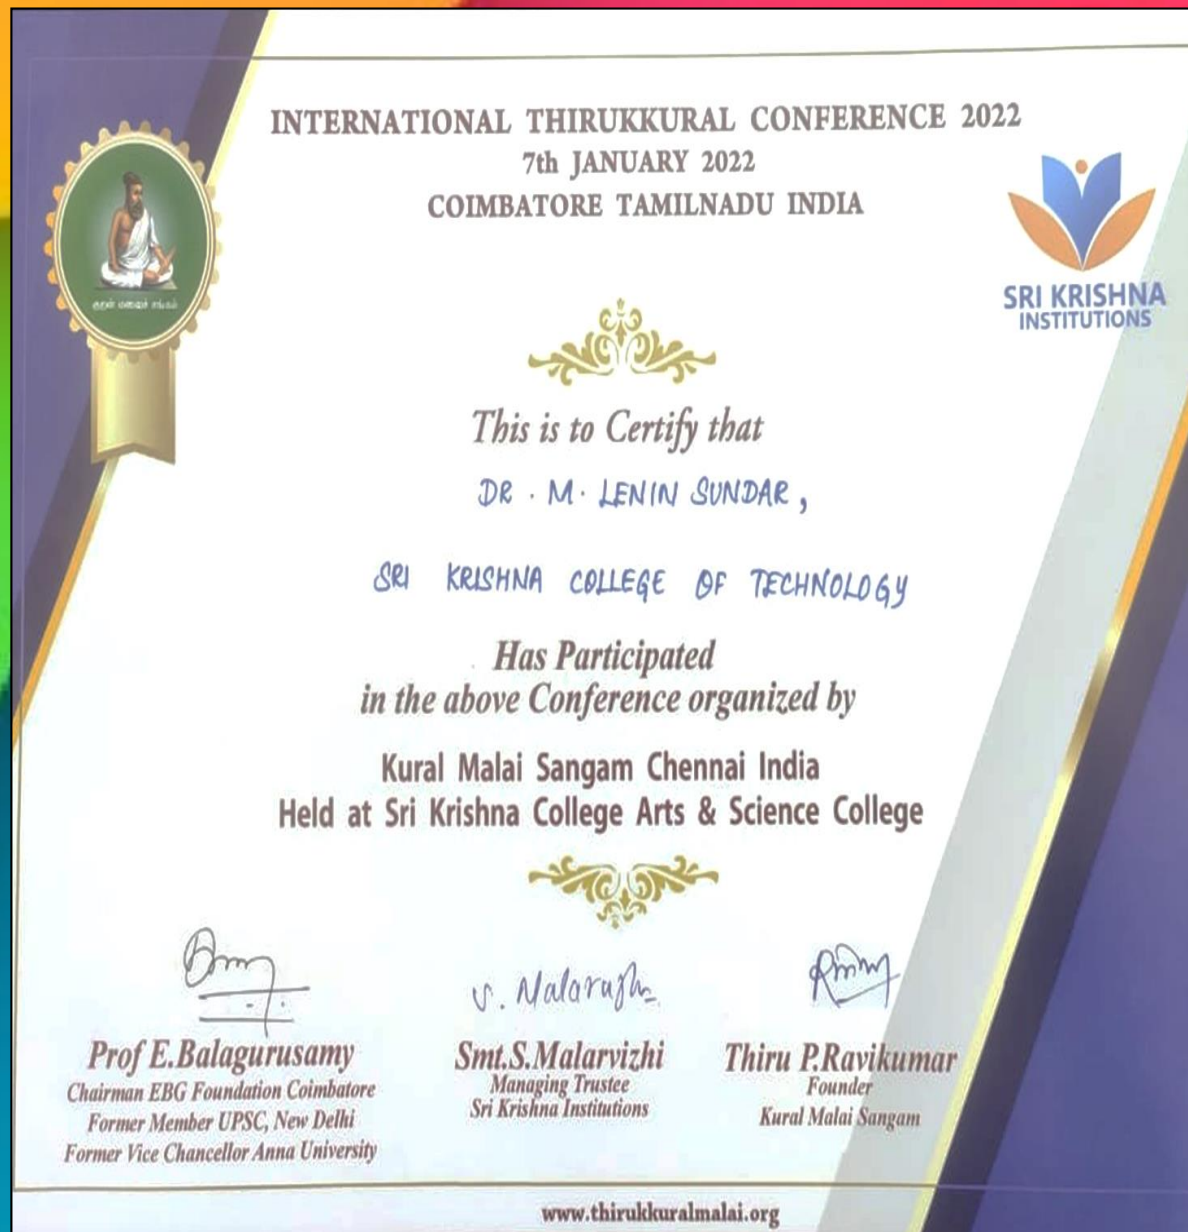 INTERNATIONAL THIRUKKURAL CONFERENCE 2022
7th JANUARY 2022
COIMBATORE TAMILNADU INDIA
குறள் மலைச் சங்கம்
SRI KRISHNA
INSTITUTIONS
This is to Certify that
DR . M. LENIN SUNDAR ,
SRI KRISHNA COLLEGE OF TECHNOLOGY
Has Participated
in the above Conference organized by
Kural Malai Sangam Chennai India
Held at Sri Krishna College Arts & Science College
Prof E.Balagurusamy
Chairman EBG Foundation Coimbatore
Former Member UPSC, New Delhi
Former Vice Chancellor Anna University
Smt.S.Malarvizhi
Managing Trustee
Sri Krishna Institutions
Thiru P.Ravikumar
Founder
Kural Malai Sangam
www.thirukkuralmalai.org